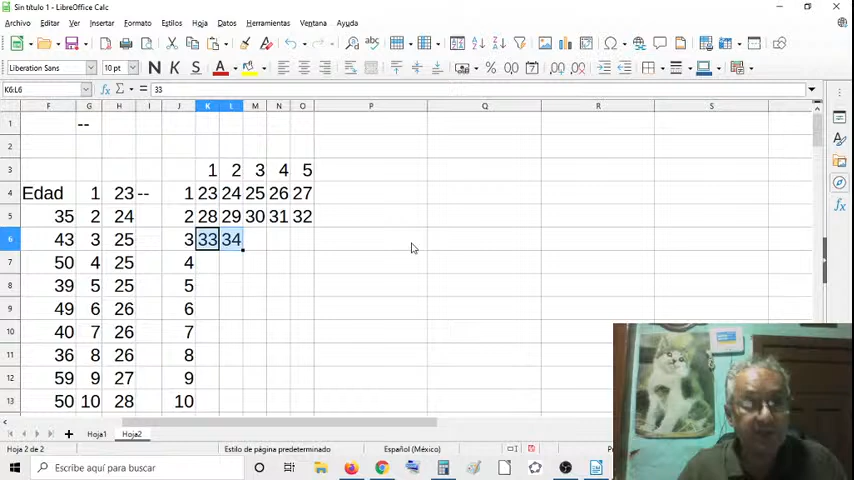 Sin título 1 - LibreOffice Calc
Archivo Editar Ver Insertar Formato Estilos Hoja Datos Herramientas Ventana Ayuda
Liberation Sans 10 pt N K S A
K6:L6 fx Σ = 33
F G H I J K L M N O P Q R S
1 --
2
3 1 2 3 4 5
4 Edad 1 23 -- 1 23 24 25 26 27
5 35 2 24 2 28 29 30 31 32
6 43 3 25 3 33 34
7 50 4 25 4
8 39 5 25 5
9 49 6 26 6
10 40 7 26 7
11 36 8 26 8
12 59 9 27 9
13 50 10 28 10
Hoja1 Hoja2
Hoja 2 de 2 Estilo de página predeterminado Español (México)
Escribe aquí para buscar